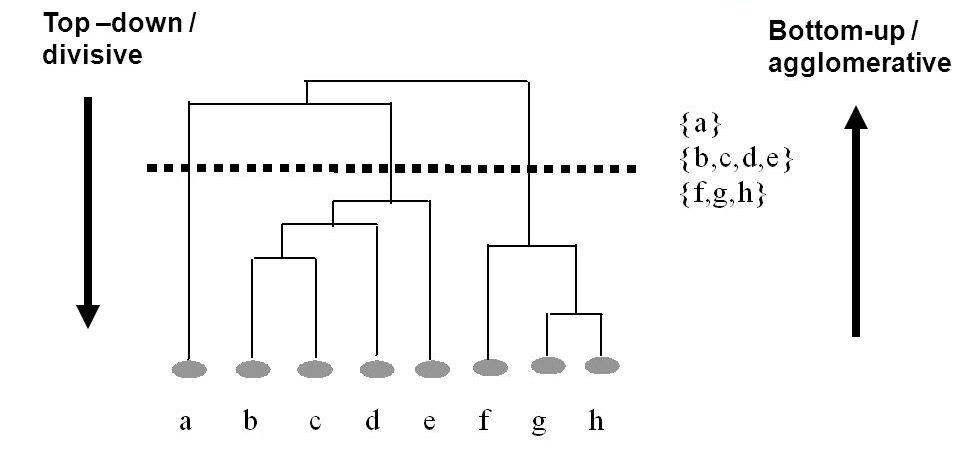 Top –down /
divisive
Bottom-up /
agglomerative
{a}
{b,c,d,e}
{f,g,h}
a b c d e f g h